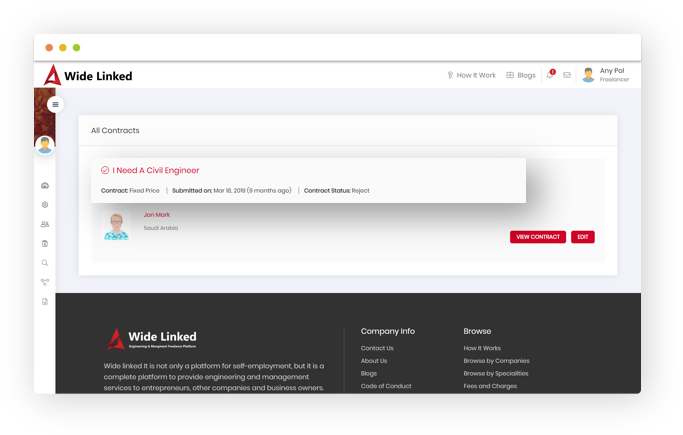 Wide Linked
How It Work
Blogs
1
Any Pol
Freelancer
All Contracts
I Need A Civil Engineer
Contract: Fixed Price | Submitted on: Mar 18, 2019 (9 months ago) | Contract Status: Reject
Jon Mark
Saudi Arabia
VIEW CONTRACT
EDIT
Wide Linked
Engineering & Mangment Freelance Platform
Wide linked It is not only a platform for self-employment, but it is a
complete platform to provide engineering and management
services to entrepreneurs, other companies and business owners.
Company Info
Contact Us
About Us
Blogs
Code of Conduct
Browse
How It Works
Browse by Companies
Browse by Specialities
Fees and Charges